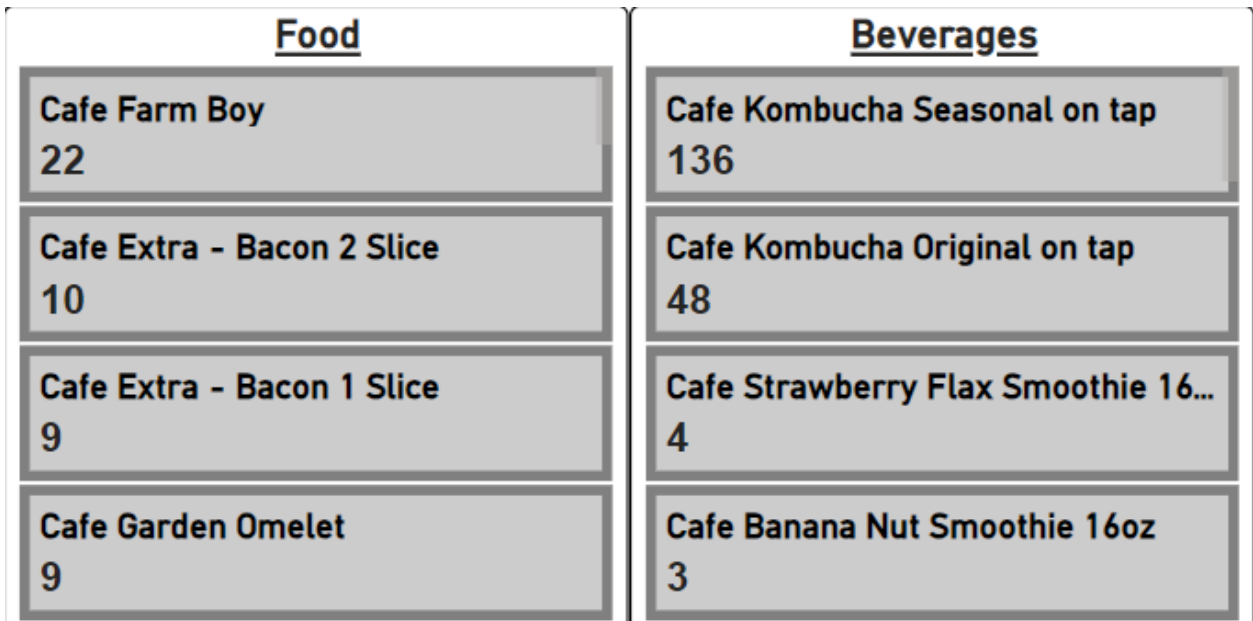 Food
Cafe Farm Boy
22
Cafe Extra - Bacon 2 Slice
10
Cafe Extra - Bacon 1 Slice
9
Cafe Garden Omelet
9
Beverages
Cafe Kombucha Seasonal on tap
136
Cafe Kombucha Original on tap
48
Cafe Strawberry Flax Smoothie 16...
4
Cafe Banana Nut Smoothie 16oz
3